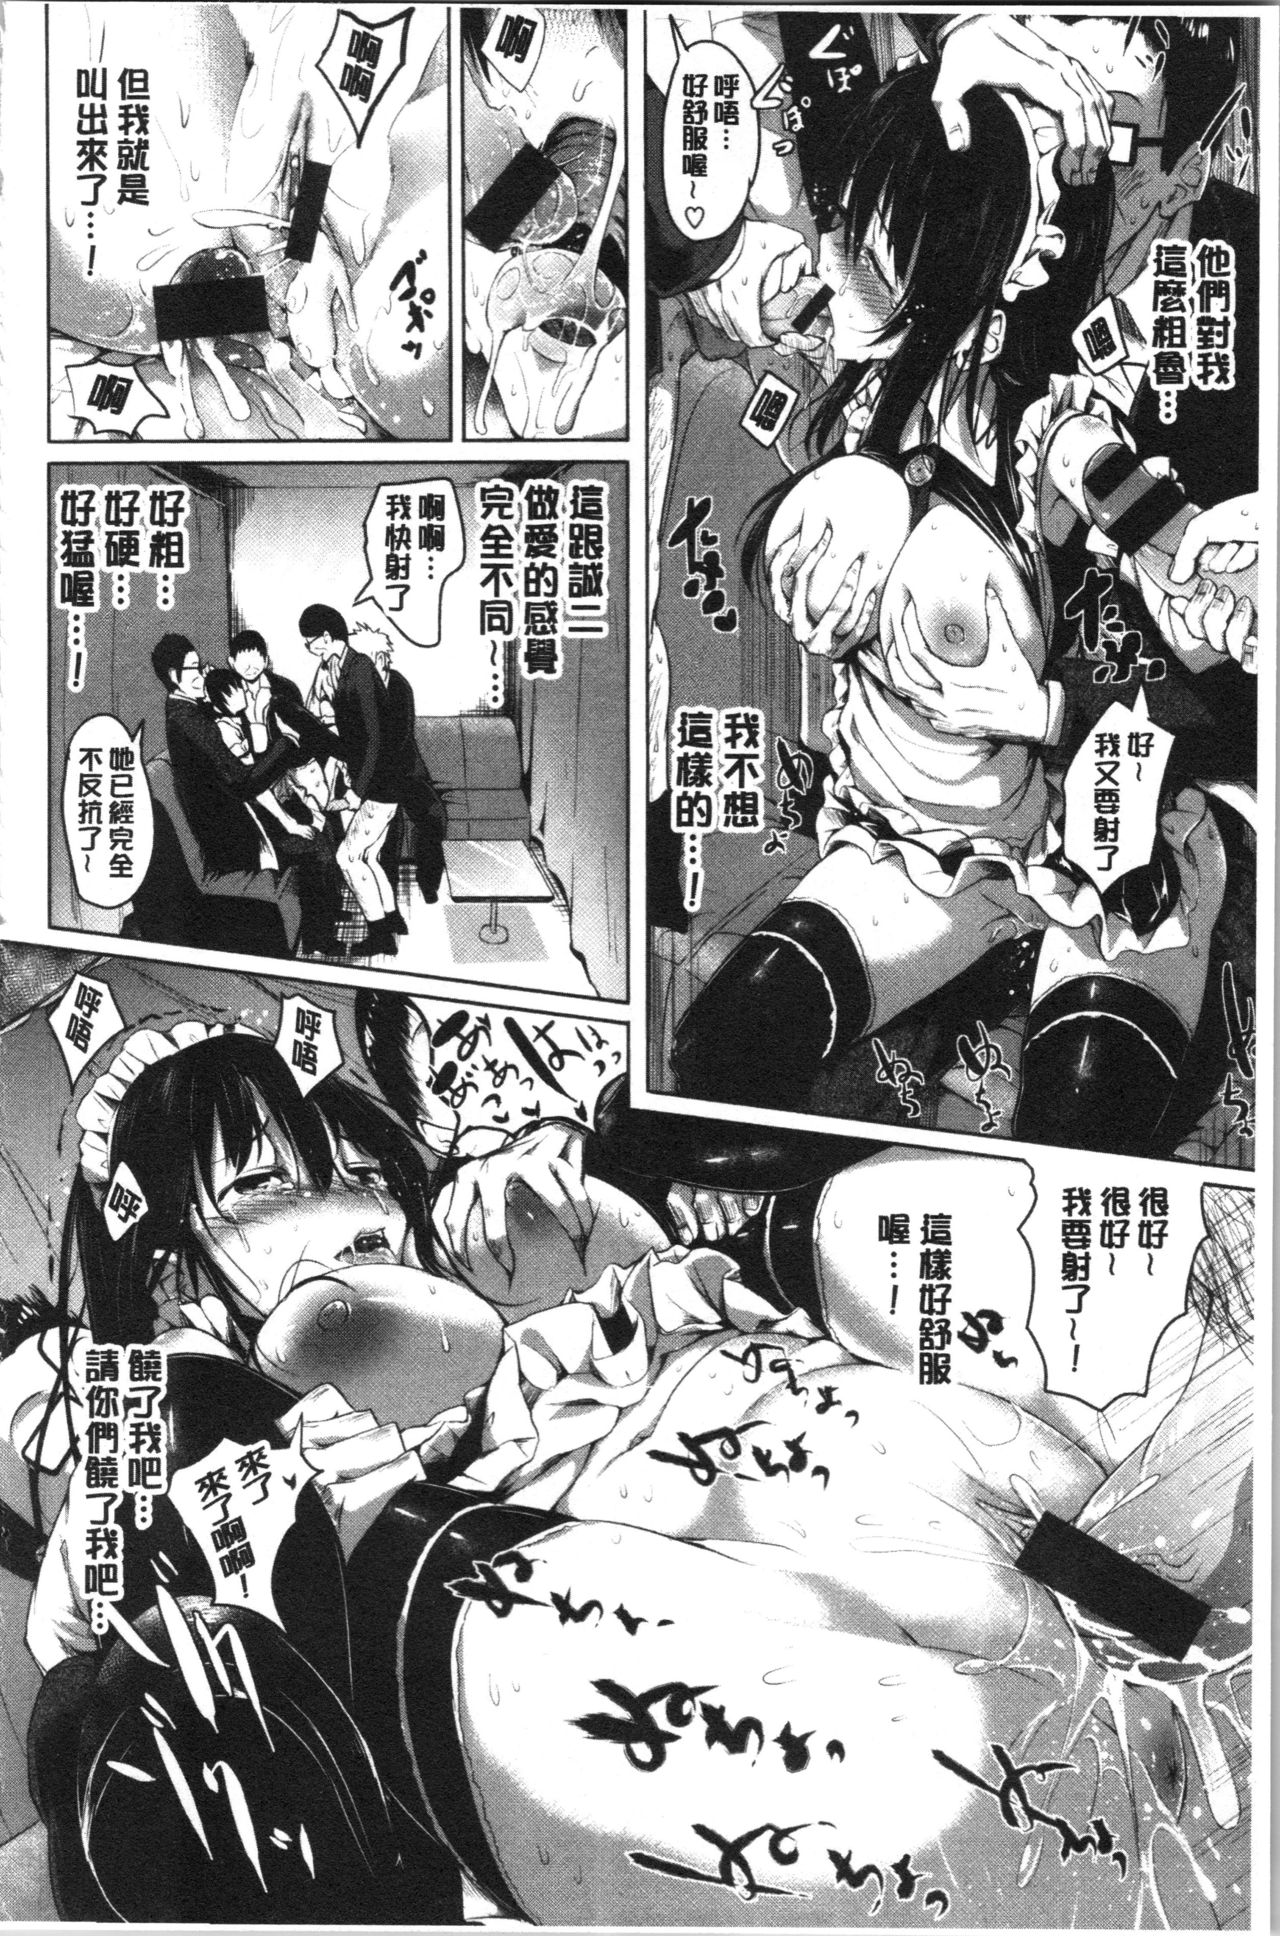 他們對我
這麼粗魯…
呼唔…
好舒服喔~♡
ぐぽ
ぽっ
嗯
嗯
好~
我又要射了
我不想
這樣的…！
啊
啊啊
啊
但我就是
叫出來了…！
這跟誠二
做愛的感覺
完全不同~…
啊啊…
我快射了
好粗…
好硬…
好猛喔…！
她已經完全
不反抗了~
很好~
很好~
我要射了~！
這樣好舒服
喔…！
呼唔
呼唔
呼
饒了我吧…
請你們饒了我吧…
來了
來了啊啊！